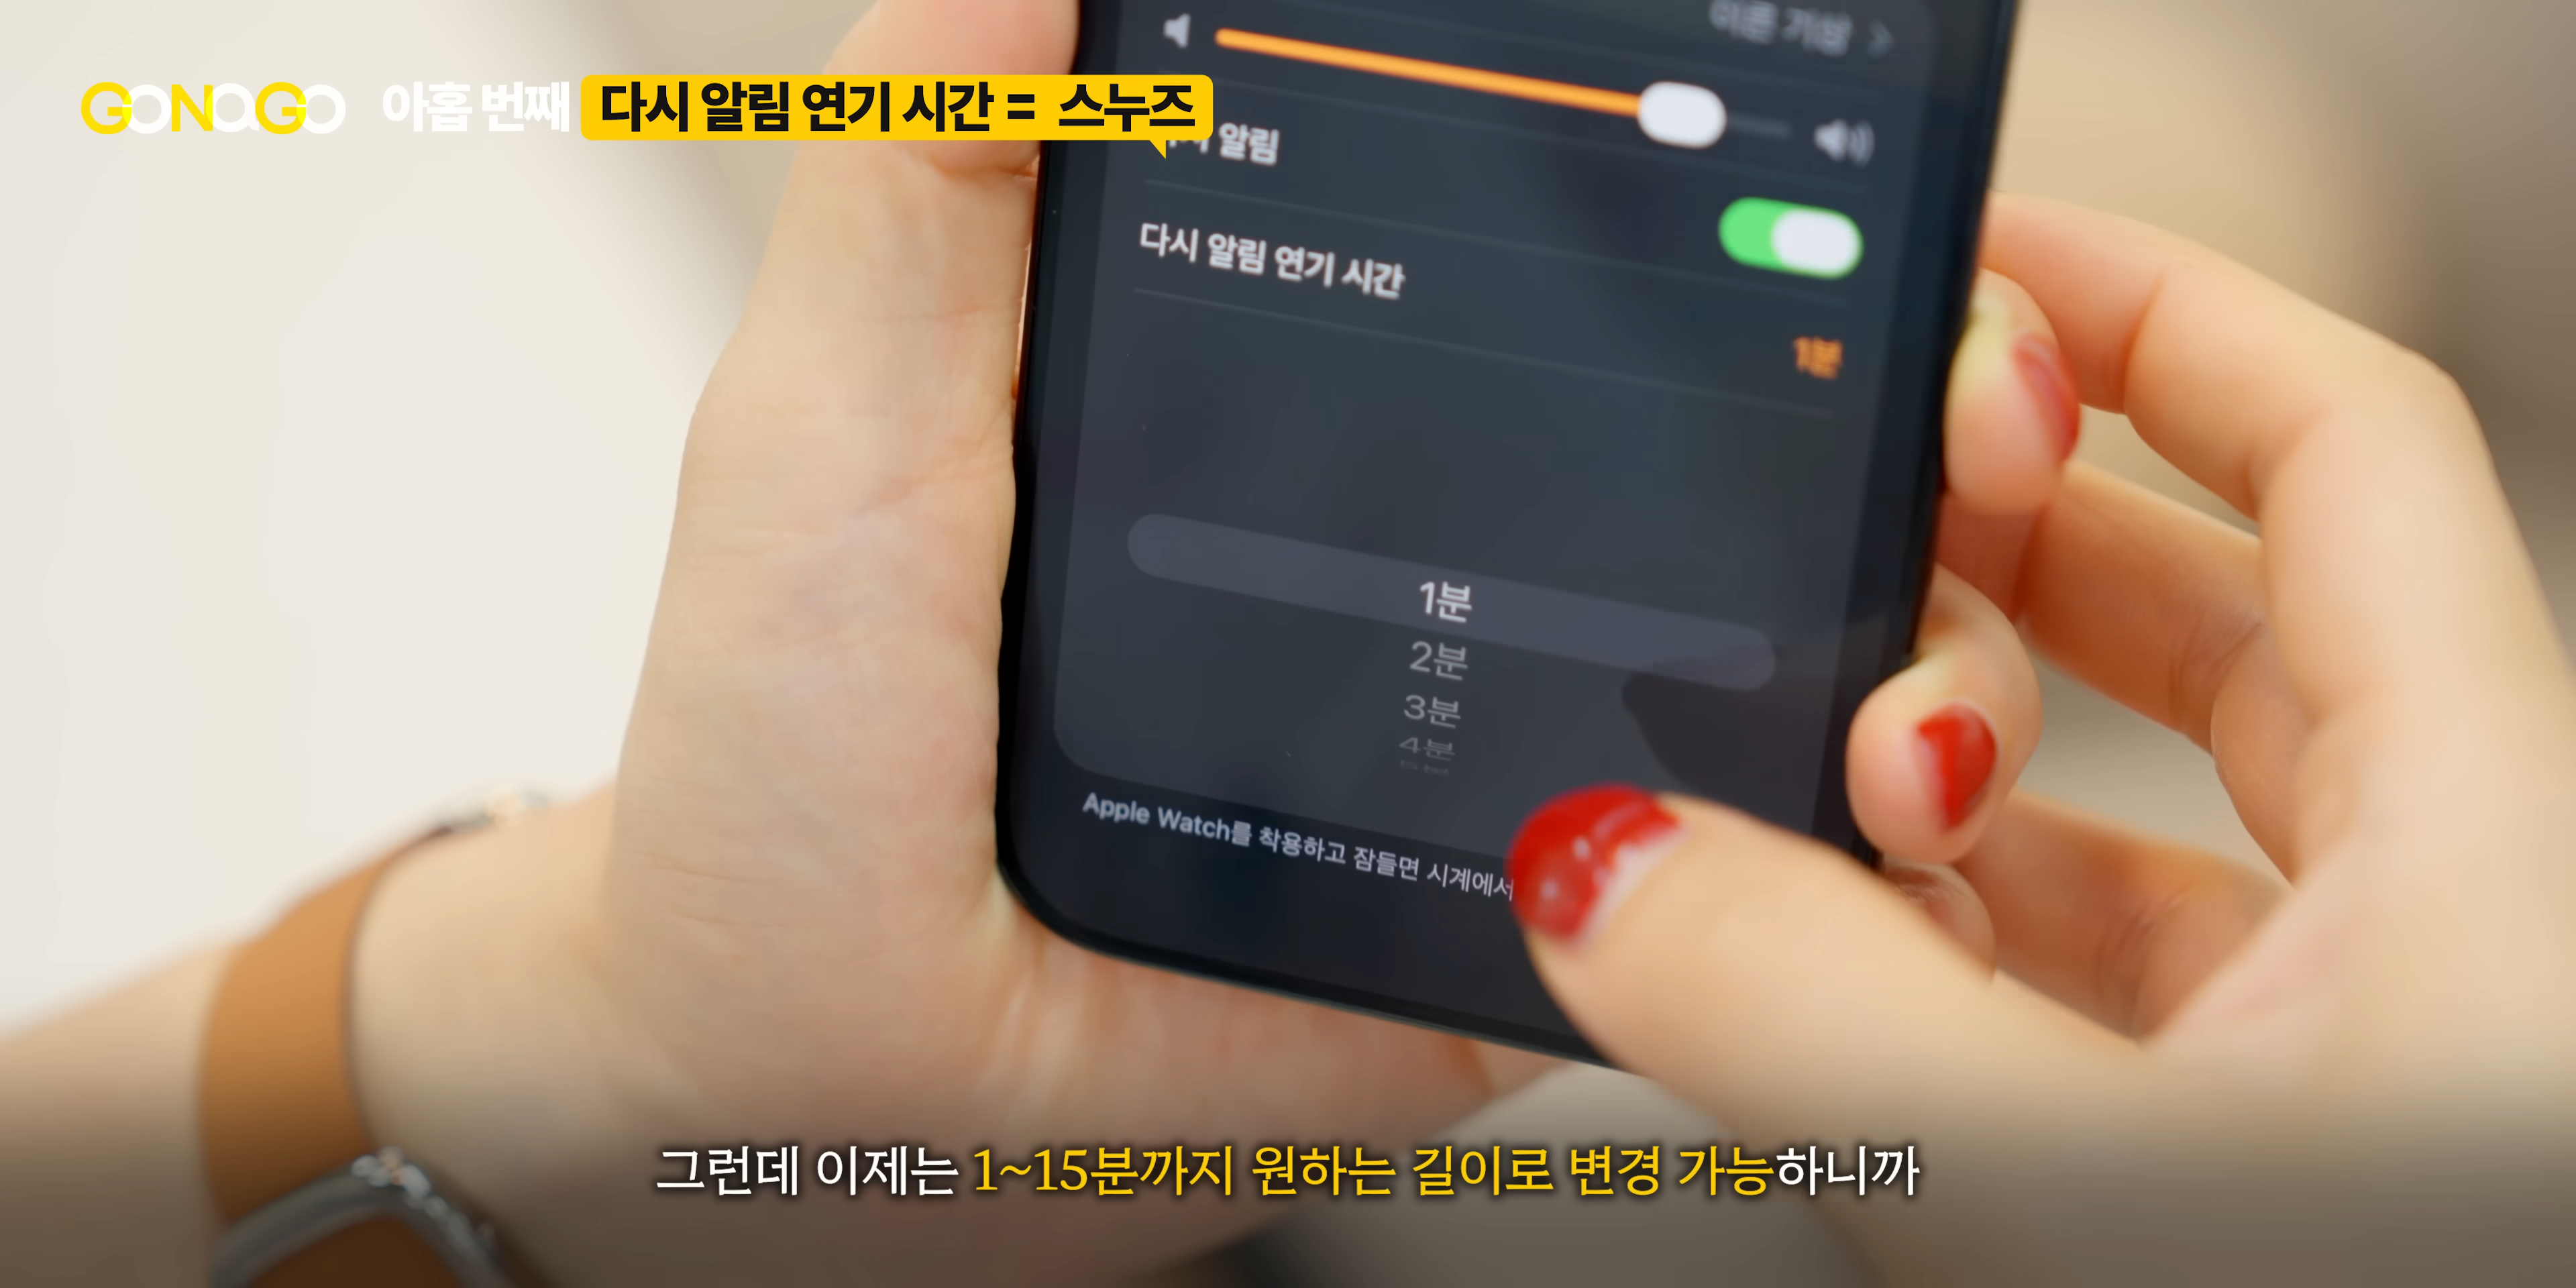 GONaGO 아홉 번째 다시 알림 연기 시간 = 스누즈
이른 기상
알림
다시 알림 연기 시간
1분
1분
2분
3분
4분
Apple Watch를 착용하고 잠들면 시계에서
그런데 이제는 1~15분까지 원하는 길이로 변경 가능하니까